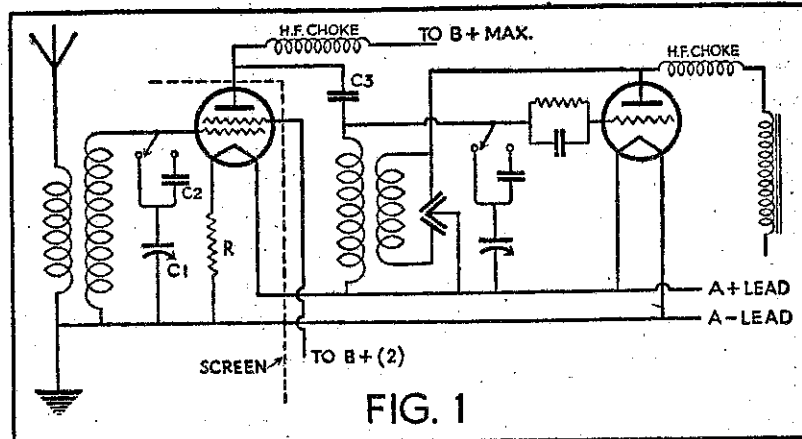 H.F. CHOKE
TO B+ MAX.
H.F. CHOKE
C3
C2
C1
R
A+ LEAD
A- LEAD
SCREEN
TO B+ (2)
FIG. 1